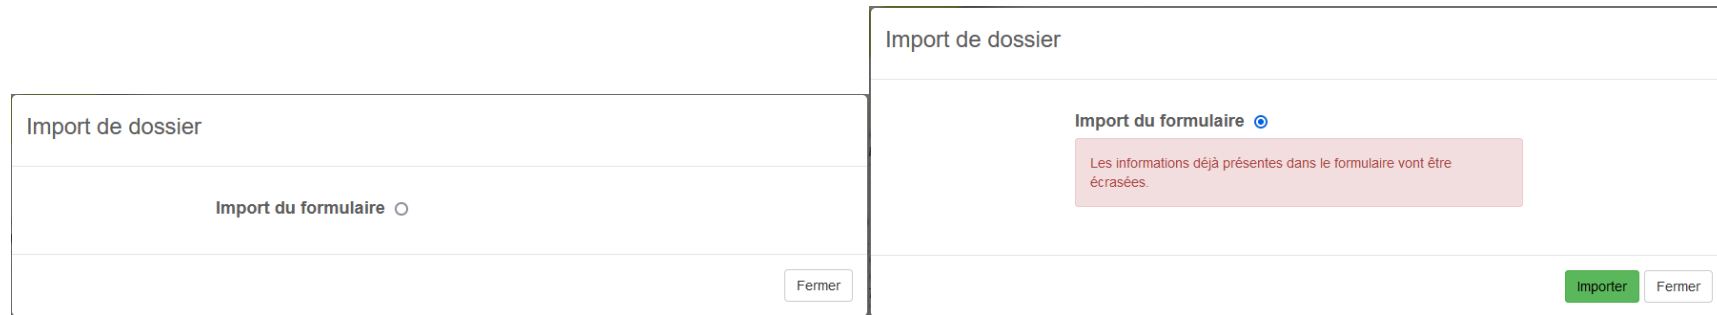 Import de dossier
Import du formulaire
Fermer
Import de dossier
Import du formulaire
Les informations déjà présentes dans le formulaire vont être
écrasées.
Importer Fermer